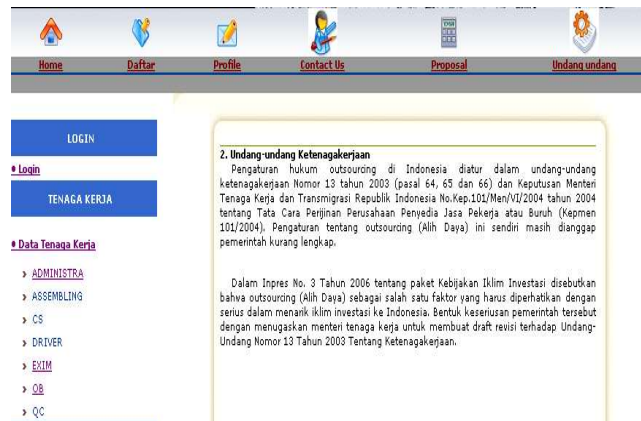 Home Daftar Profile Contact Us Proposal Undang undang
LOGIN
Login
TENAGA KERJA
Data Tenaga Kerja
ADMINISTRA
ASSEMBLING
CS
DRIVER
EXIM
OB
QC
2. Undang-undang Ketenagakerjaan
Pengaturan hukum outsourcing di Indonesia diatur dalam undang-undang
ketenagakerjaan Nomor 13 tahun 2003 (pasal 64, 65 dan 66) dan Keputusan Menteri
Tenaga Kerja dan Transmigrasi Republik Indonesia No.Kep.101/Men/VI/2004 tahun 2004
tentang Tata Cara Perijinan Perusahaan Penyedia Jasa Pekerja atau Buruh (Kepmen
101/2004). Pengaturan tentang outsourcing (Alih Daya) ini sendiri masih dianggap
pemerintah kurang lengkap.
Dalam Inpres No. 3 Tahun 2006 tentang paket Kebijakan Iklim Investasi disebutkan
bahva outsourcing (Alih Daya) sebagai salah satu faktor yang harus diperhatikan dengan
serius dalam menarik iklim investasi ke Indonesia. Bentuk keseriusan pemerintah tersebut
dengan menugaskan menteri tenaga kerja untuk membuat draft revisi terhadap Undang-
Undang Nomor 13 Tahun 2003 Tentang Ketenagakerjaan.